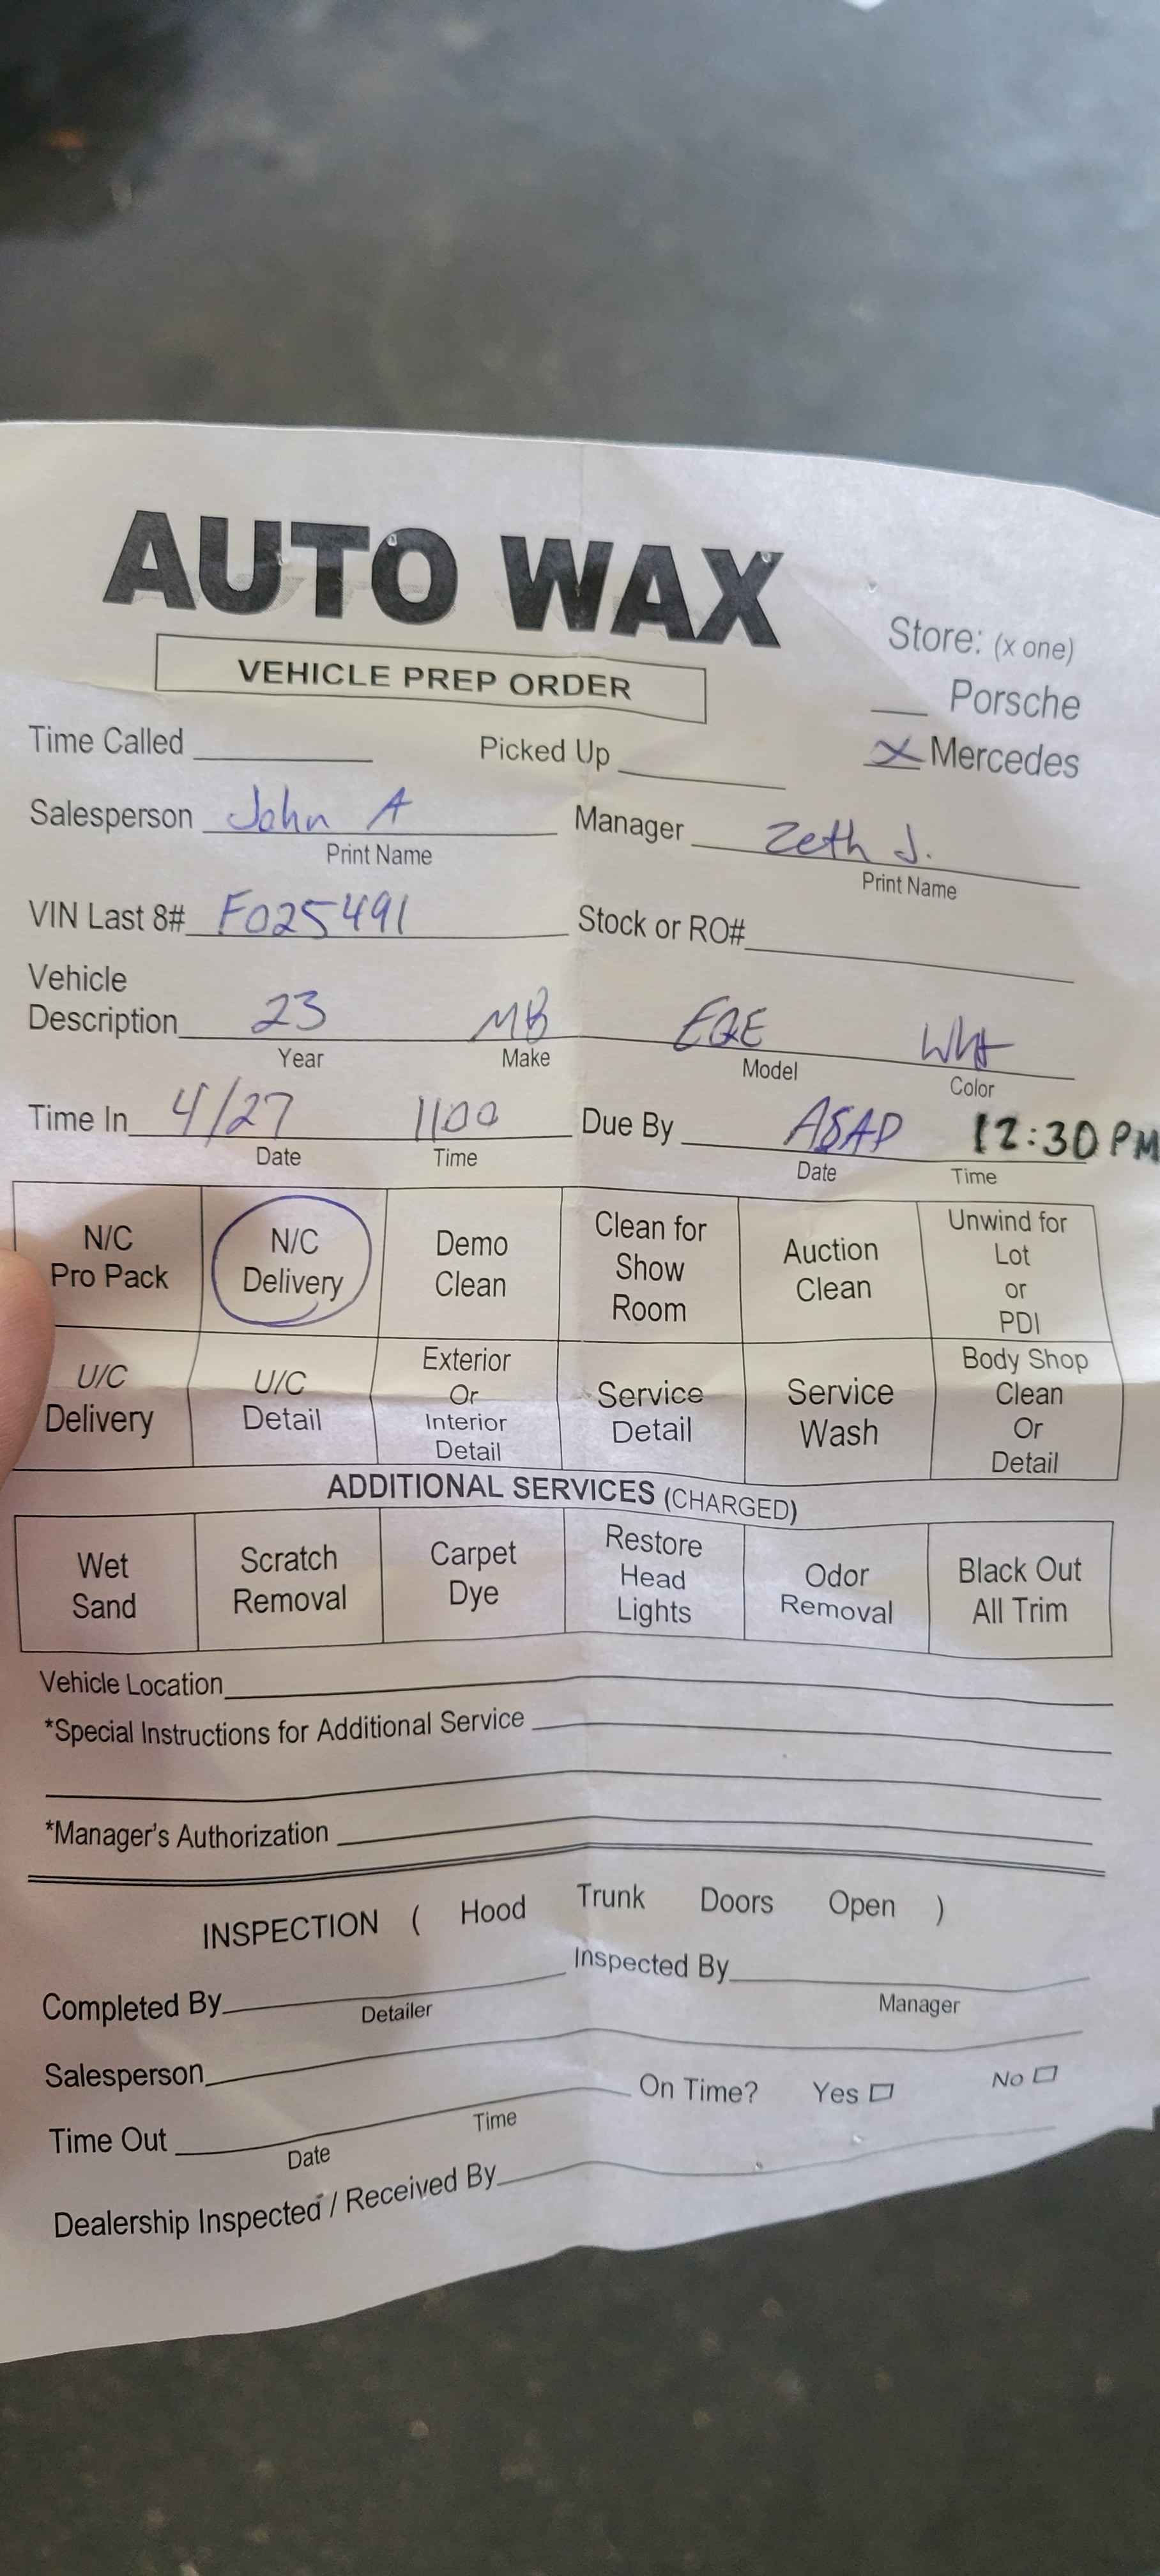 AUTO WAX
VEHICLE PREP ORDER
Store: (x one)
Porsche
X Mercedes
Time Called Picked Up
Salesperson John A Manager Zeth J.
Print Name Print Name
VIN Last 8# F025491 Stock or RO#
Vehicle
Description 23 MB EQE Wht
Year Make Model Color
Time In 4/27 1100 Due By ASAP 12:30 PM
Date Time Date Time
N/C Pro Pack
N/C Delivery
Demo Clean
Clean for Show Room
Auction Clean
Unwind for Lot or PDI
U/C Delivery
U/C Detail
Exterior Or Interior Detail
Service Detail
Service Wash
Body Shop Clean Or Detail
ADDITIONAL SERVICES (CHARGED)
Wet Sand
Scratch Removal
Carpet Dye
Restore Head Lights
Odor Removal
Black Out All Trim
Vehicle Location
*Special Instructions for Additional Service
*Manager's Authorization
INSPECTION ( Hood Trunk Doors Open )
Completed By Inspected By
Detailer Manager
Salesperson
On Time? Yes No
Time Out
Date Time
Dealership Inspected / Received By